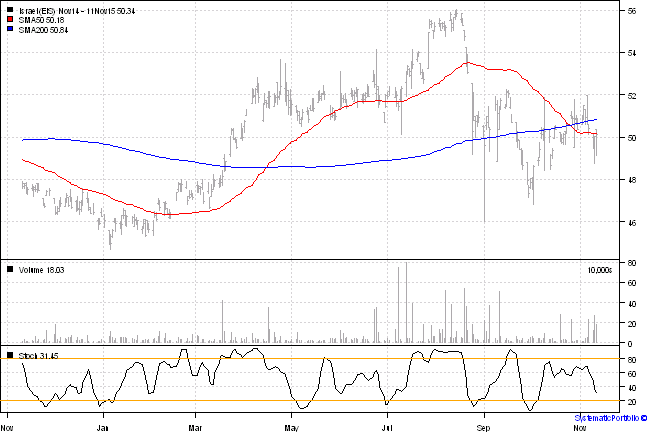 Israel (EIS) Nov14 - 11Nov15 50.34
SMA50 50.18
SMA200 50.84
56
54
52
50
48
46
Volume 18.03
10,000s
80
60
40
20
0
Stoch 31.45
80
60
40
20
Nov Jan Mar May Jul Sep Nov
SystematicPortfolio ©